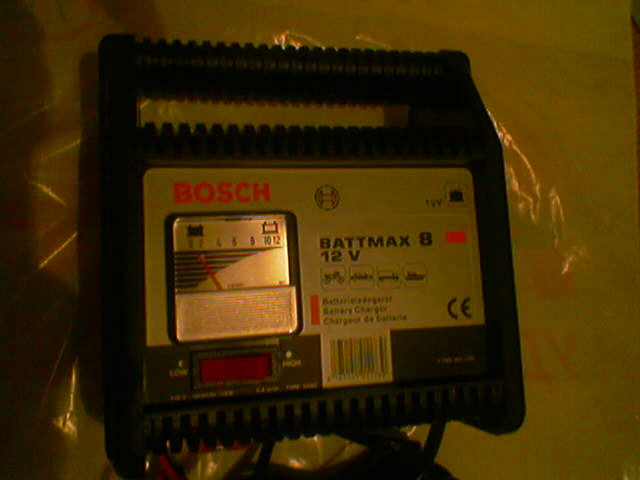 BOSCH
12V
0 2 4 6 8 10 12
BATTMAX 8
12 V
Batterieladegerät
Battery Charger
Chargeur de batterie
CE
LOW
HIGH